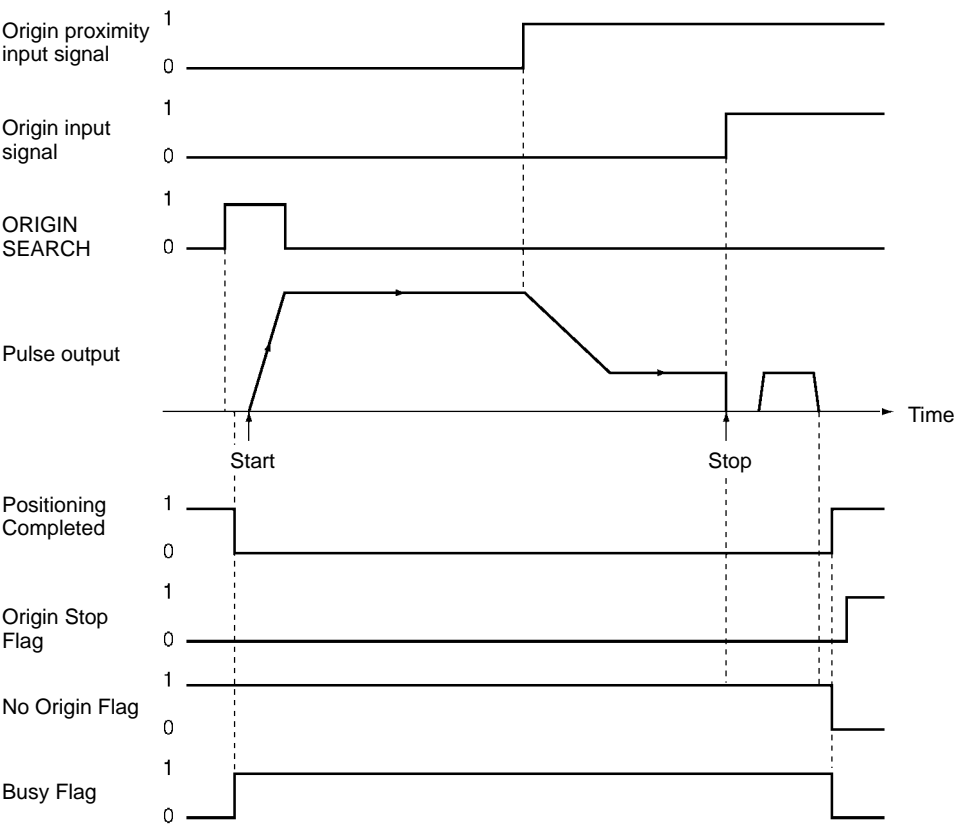 Origin proximity
input signal
1
0
Origin input
signal
1
0
ORIGIN
SEARCH
1
0
Pulse output
Time
Start
Stop
Positioning
Completed
1
0
Origin Stop
Flag
1
0
No Origin Flag
1
0
Busy Flag
1
0